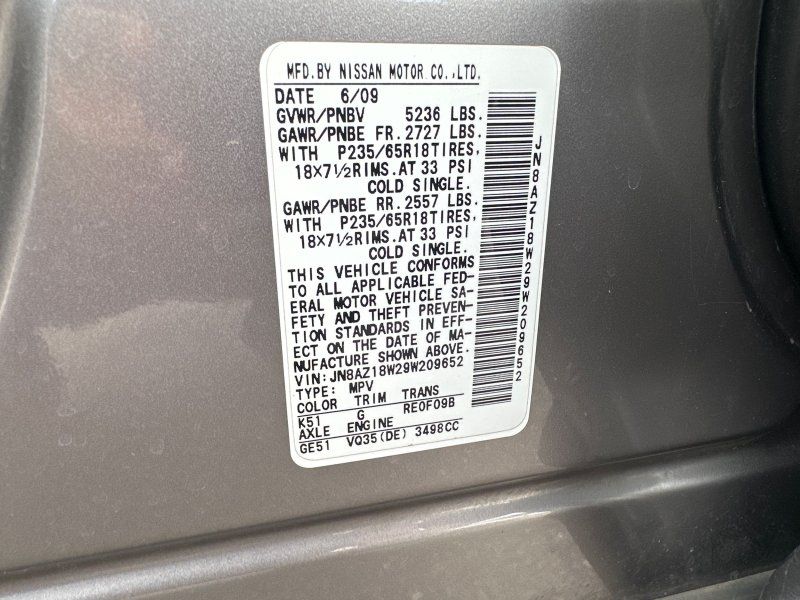 MFD.BY NISSAN MOTOR CO.,LTD.
DATE 6/09
GVWR/PNBV 5236 LBS.
GAWR/PNBE FR. 2727 LBS.
WITH P235/65R18TIRES,
18X7½RIMS.AT 33 PSI
COLD SINGLE.
GAWR/PNBE RR. 2557 LBS.
WITH P235/65R18TIRES,
18X7½RIMS.AT 33 PSI
COLD SINGLE.
THIS VEHICLE CONFORMS
TO ALL APPLICABLE FED-
ERAL MOTOR VEHICLE SA-
FETY AND THEFT PREVEN-
TION STANDARDS IN EFF-
ECT ON THE DATE OF MA-
NUFACTURE SHOWN ABOVE.
VIN:JN8AZ18W29W209652
TYPE: MPV
COLOR TRIM TRANS
K51 G RE0F09B
AXLE ENGINE
GE51 VQ35(DE) 3498CC
JN8AZ18W29W209652